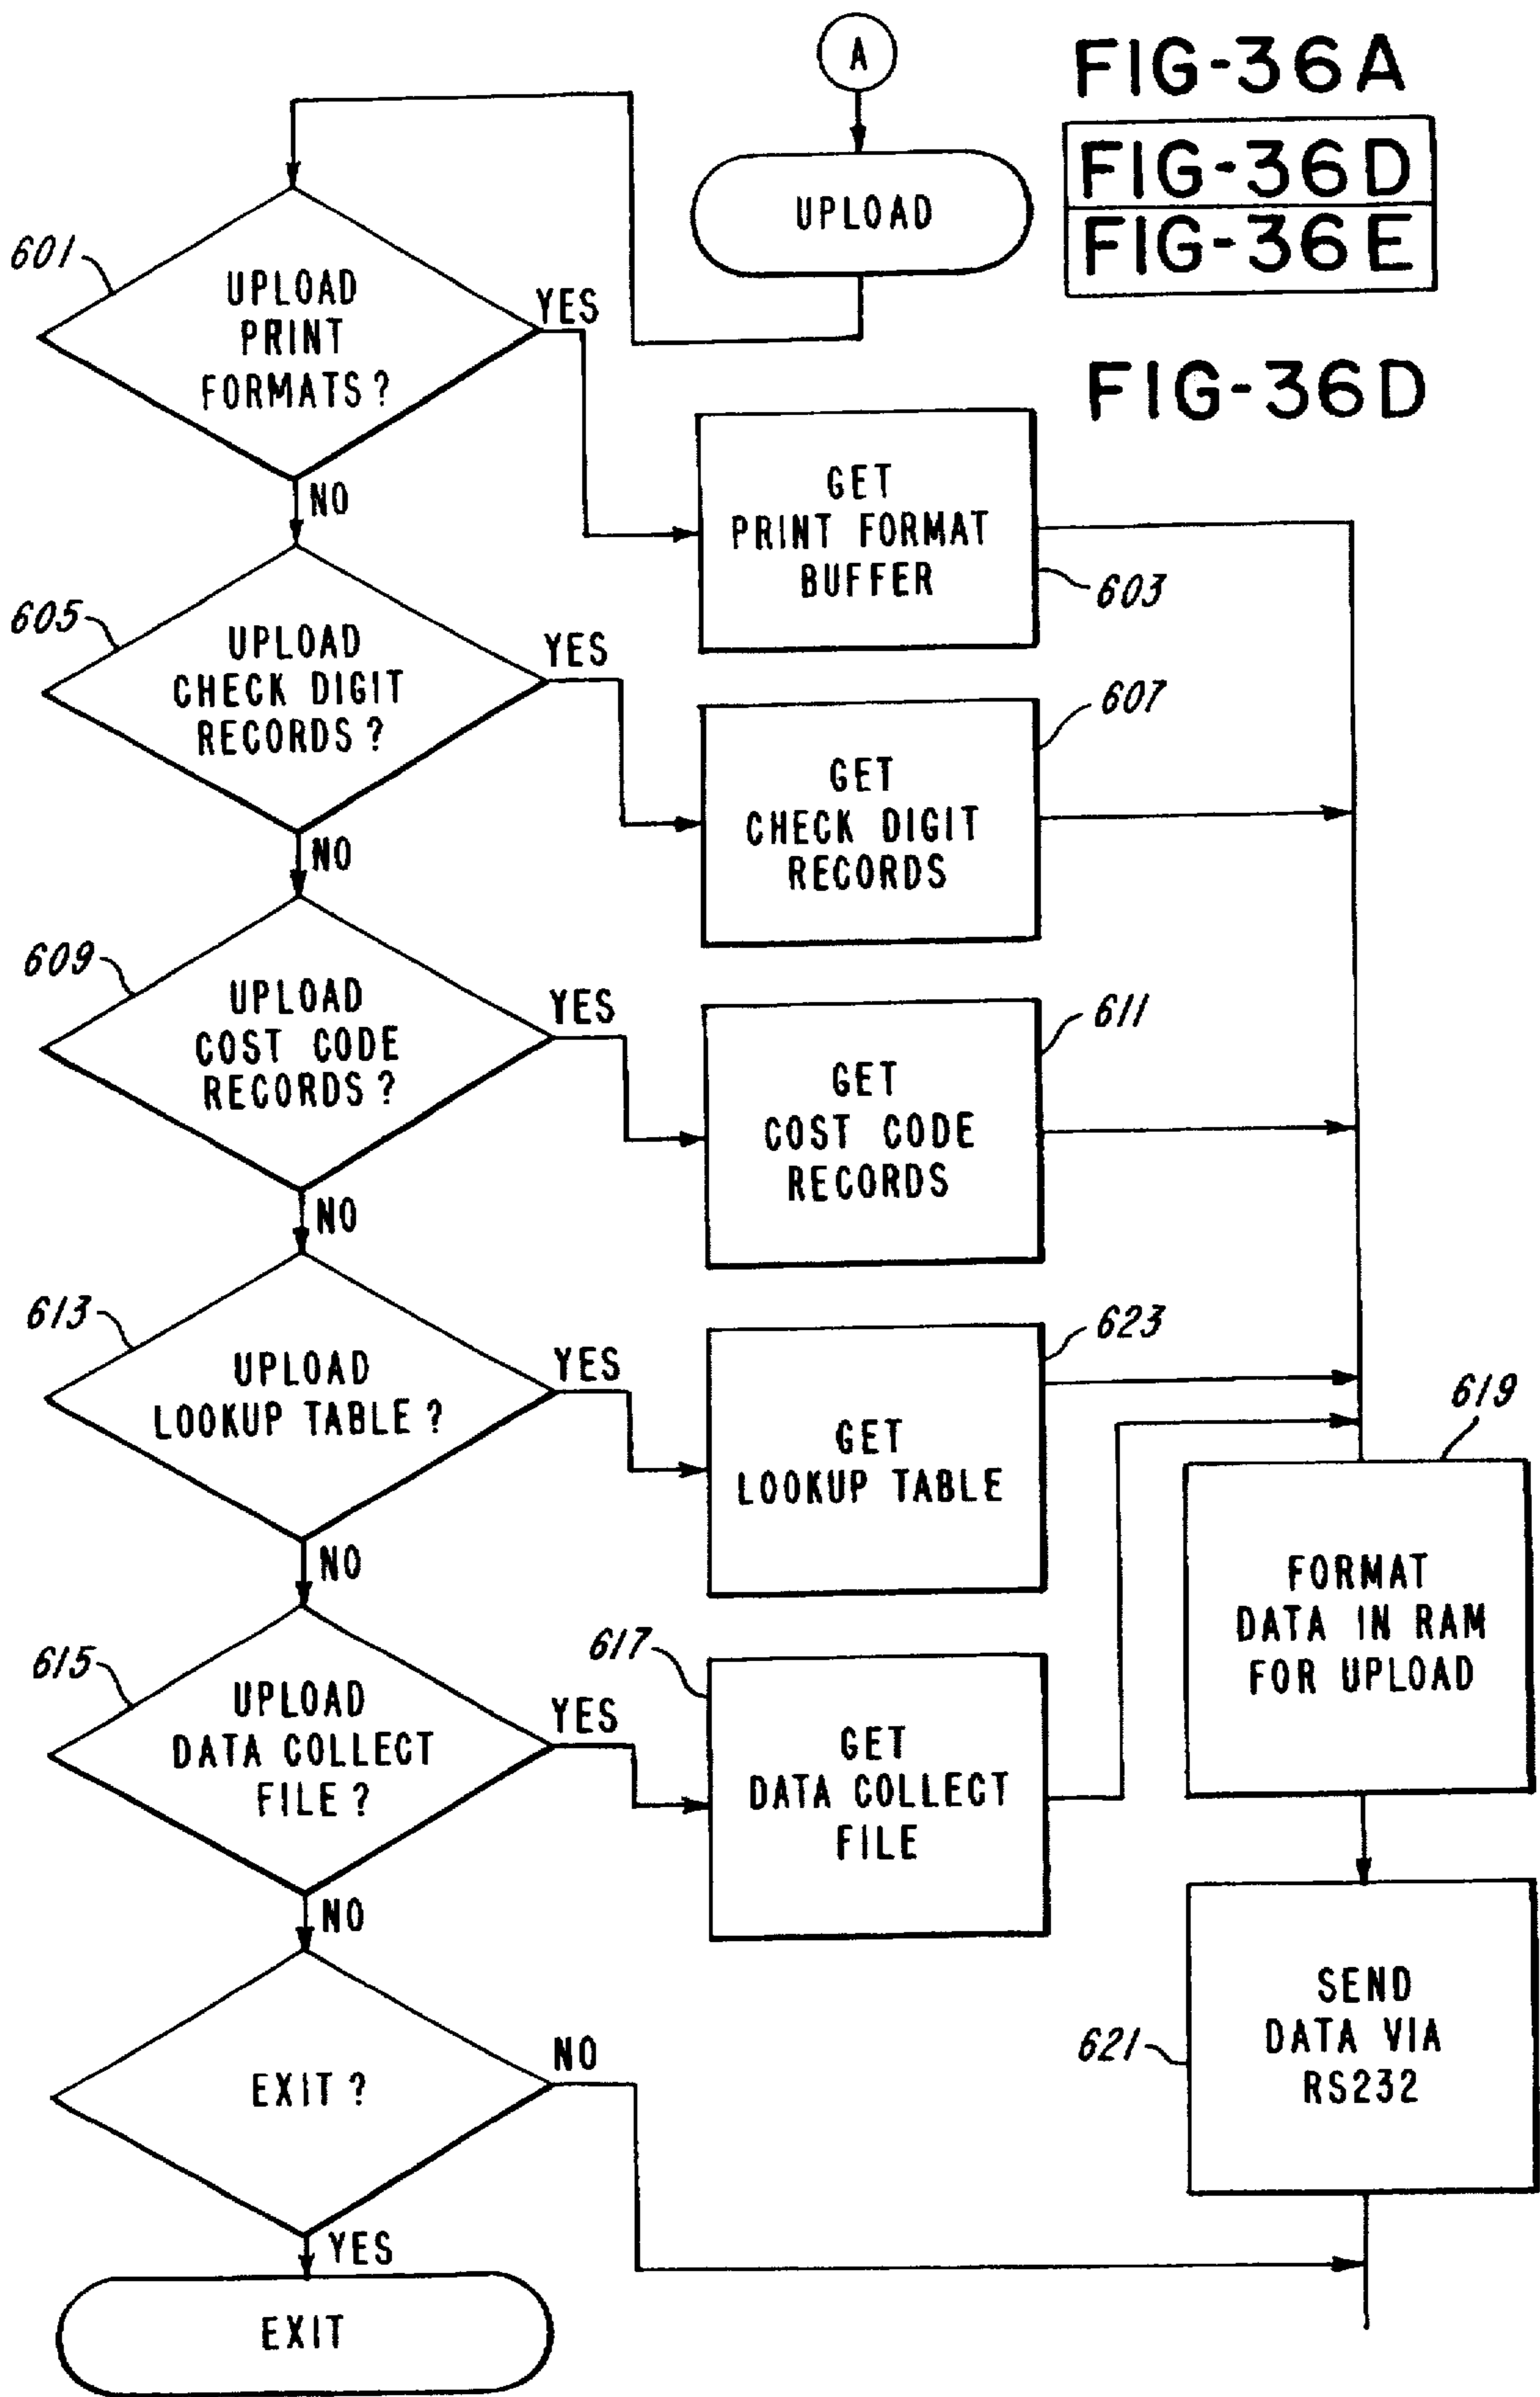 A
FIG-36A
FIG-36D
FIG-36E
UPLOAD
FIG-36D
601
UPLOAD
PRINT
FORMATS?
YES
NO
GET
PRINT FORMAT
BUFFER
603
605
UPLOAD
CHECK DIGIT
RECORDS?
YES
NO
607
GET
CHECK DIGIT
RECORDS
609
UPLOAD
COST CODE
RECORDS?
YES
NO
611
GET
COST CODE
RECORDS
613
UPLOAD
LOOKUP TABLE?
YES
NO
623
GET
LOOKUP TABLE
619
FORMAT
DATA IN RAM
FOR UPLOAD
615
UPLOAD
DATA COLLECT
FILE?
YES
NO
617
GET
DATA COLLECT
FILE
621
SEND
DATA VIA
RS232
EXIT?
NO
YES
EXIT